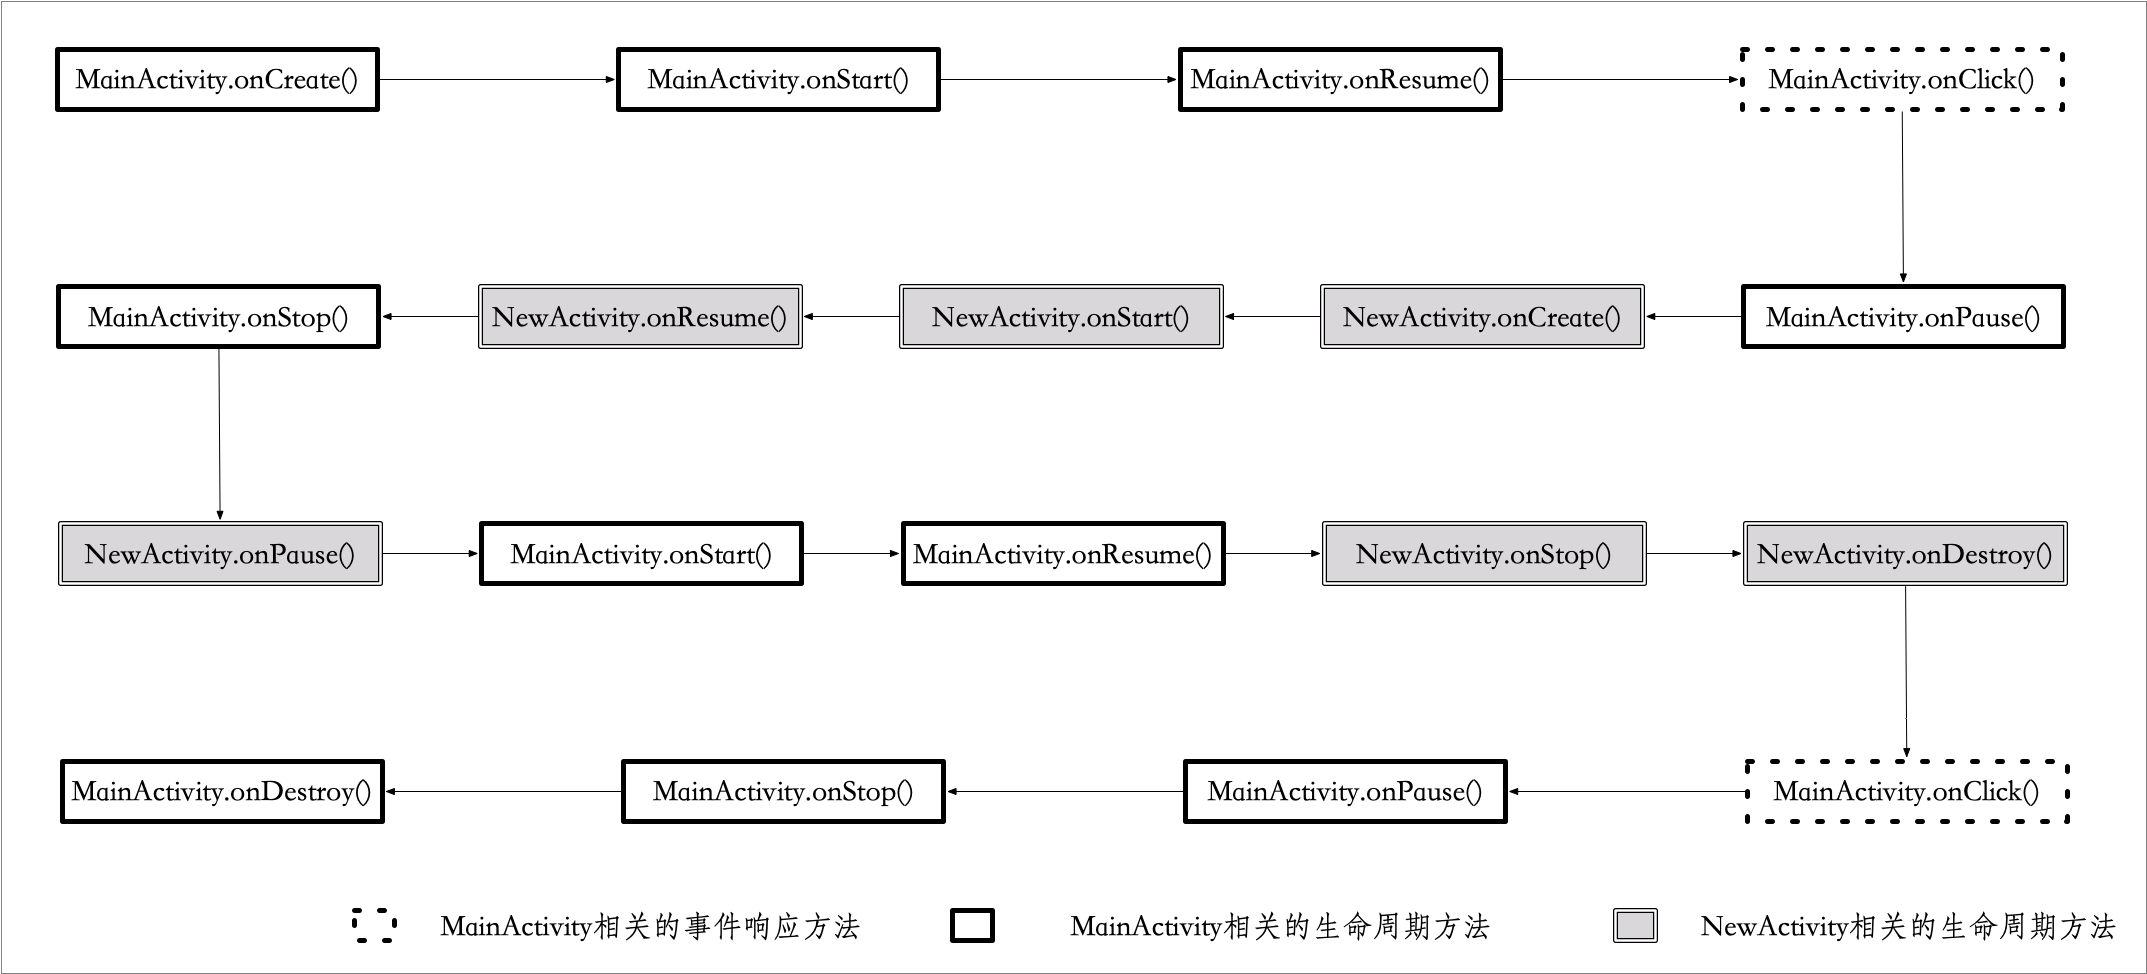 MainActivity.onCreate()
MainActivity.onStart()
MainActivity.onResume()
MainActivity.onClick()
MainActivity.onStop()
NewActivity.onResume()
NewActivity.onStart()
NewActivity.onCreate()
MainActivity.onPause()
NewActivity.onPause()
MainActivity.onStart()
MainActivity.onResume()
NewActivity.onStop()
NewActivity.onDestroy()
MainActivity.onDestroy()
MainActivity.onStop()
MainActivity.onPause()
MainActivity.onClick()
MainActivity相关的事件响应方法
MainActivity相关的生命周期方法
NewActivity相关的生命周期方法